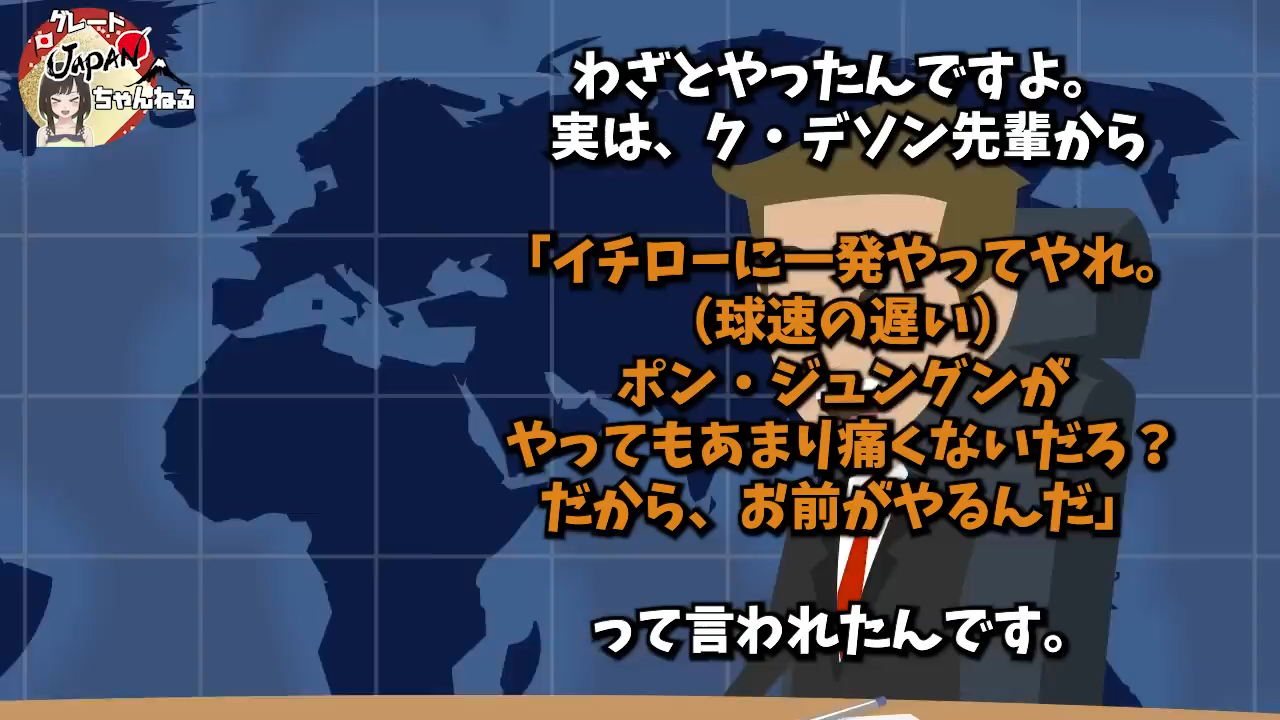 グレート
JAPAN
ちゃんねる
わざとやったんですよ。
実は、ク・デソン先輩から
「イチローに一発やってやれ。
（球速の遅い）
ポン・ジュングンが
やってもあまり痛くないだろ？
だから、お前がやるんだ」
って言われたんです。